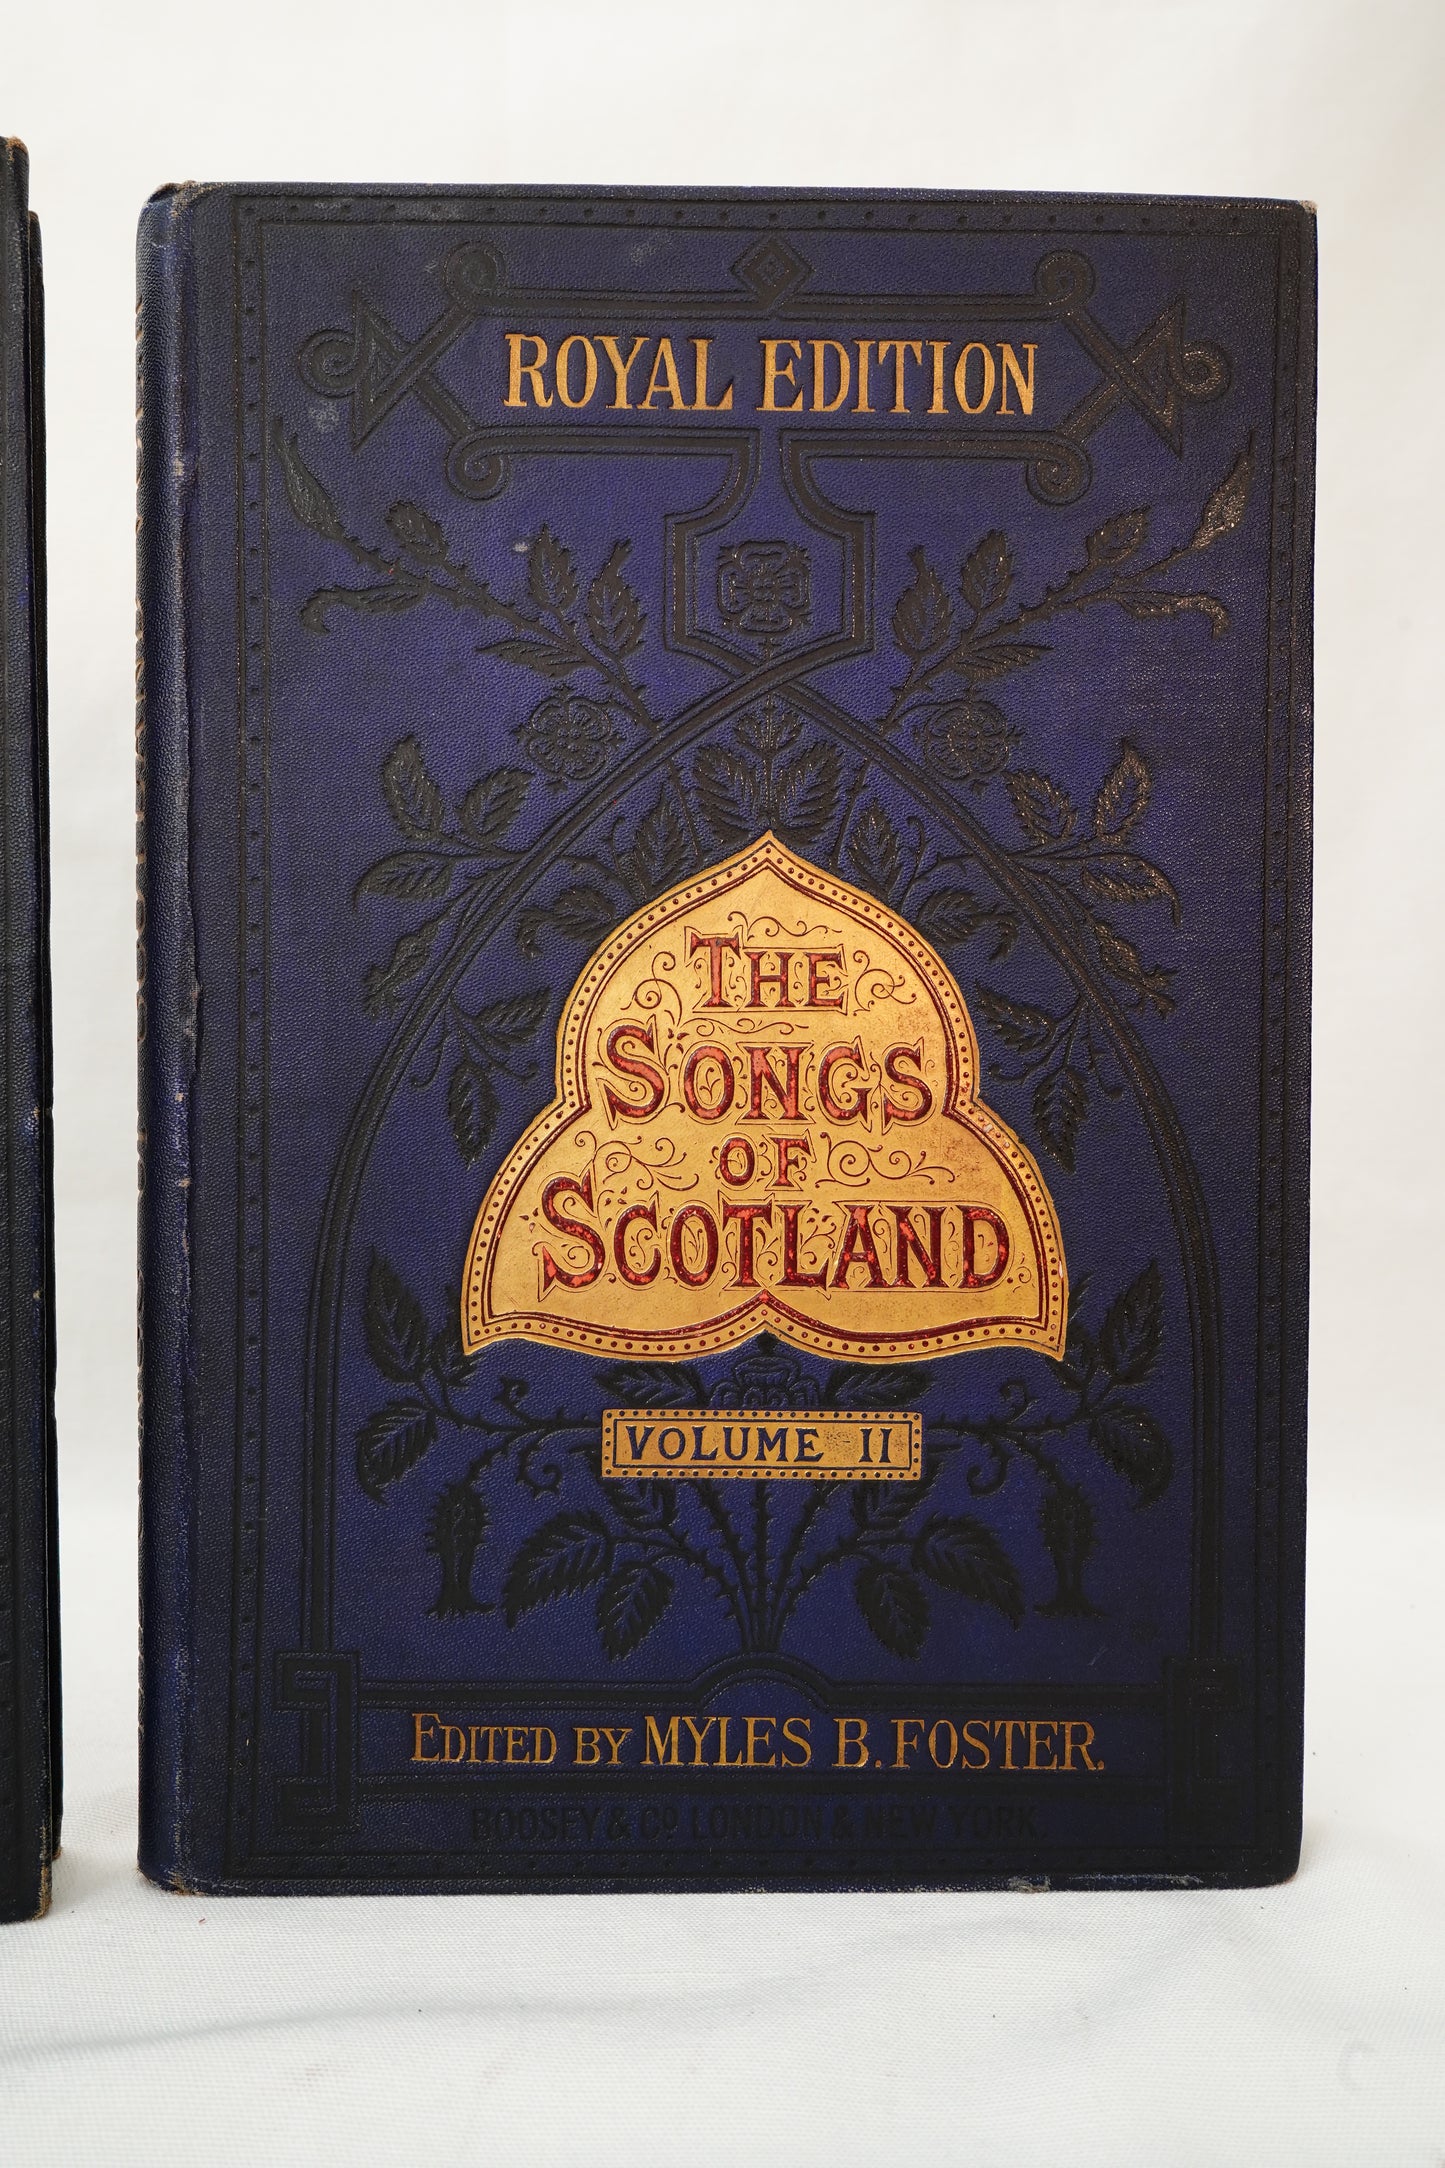 ROYAL EDITION
THE
SONGS
OF
SCOTLAND
VOLUME II
EDITED BY MYLES B. FOSTER.
BOOSEY & Cº. LONDON & NEW YORK